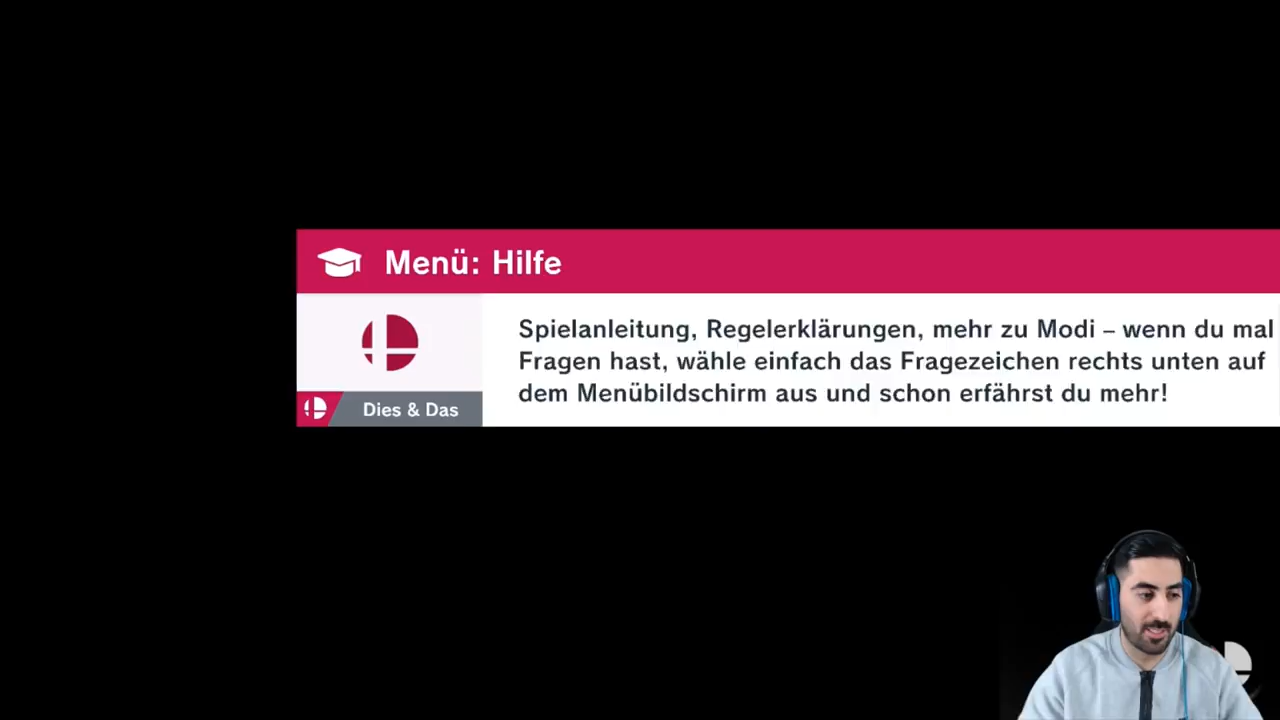 Menü: Hilfe
Spielanleitung, Regelerklärungen, mehr zu Modi – wenn du mal
Fragen hast, wähle einfach das Fragezeichen rechts unten auf
dem Menübildschirm aus und schon erfährst du mehr!
Dies & Das